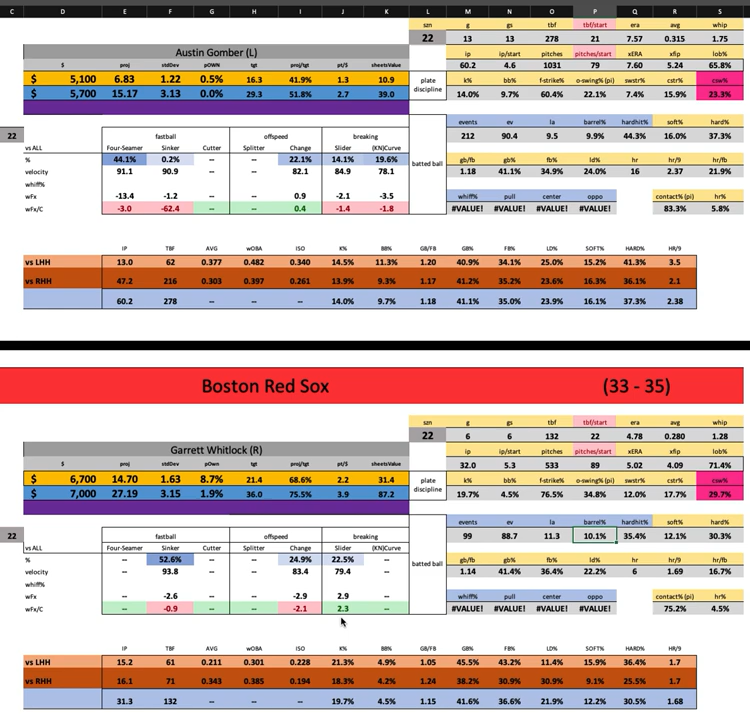 C D E F G H I J K L M N O P Q R S
szn g gs tbf tbf/start era avg whip
22 13 13 278 21 7.57 0.315 1.75
Austin Gomber (L) ip ip/start pitches pitches/start xERA xfip lob%
$ proj stdDev pOWN tgt proj/tgt pt/$ sheetsValue 60.2 4.6 1031 79 7.60 5.24 65.8%
$ 5,100 6.83 1.22 0.5% 16.3 41.9% 1.3 10.9 plate discipline k% bb% f-strike% o-swing% (pi) swstr% cstr% csw%
$ 5,700 15.17 3.13 0.0% 29.3 51.8% 2.7 39.0 14.0% 9.7% 60.4% 22.1% 7.4% 15.9% 23.3%
events ev la barrel% hardhit% soft% hard%
22 fastball offspeed breaking 212 90.4 9.5 9.9% 44.3% 16.0% 37.3%
vs ALL Four-Seamer Sinker Cutter Splitter Change Slider (KN)Curve
% 44.1% 0.2% -- -- 22.1% 14.1% 19.6% batted ball gb/fb gb% fb% ld% hr hr/9 hr/fb
velocity 91.1 90.9 -- -- 82.1 84.9 78.1 1.18 41.1% 34.9% 24.0% 16 2.37 21.9%
whiff%
wFx -13.4 -1.2 0.9 -2.1 -3.5 whiff% pull center oppo contact% (pi) hr%
wFx/C -3.0 -62.4 -- -- 0.4 -1.4 -1.8 #VALUE! #VALUE! #VALUE! #VALUE! 83.3% 5.8%
IP TBF AVG wOBA ISO K% BB% GB/FB GB% FB% LD% SOFT% HARD% HR/9
vs LHH 13.0 62 0.377 0.482 0.340 14.5% 11.3% 1.20 40.9% 34.1% 25.0% 15.2% 41.3% 3.5
vs RHH 47.2 216 0.303 0.397 0.261 13.9% 9.3% 1.17 41.2% 35.2% 23.6% 16.3% 36.1% 2.1
60.2 278 -- -- -- 14.0% 9.7% 1.18 41.1% 35.0% 23.9% 16.1% 37.3% 2.38
Boston Red Sox (33 - 35)
szn g gs tbf tbf/start era avg whip
22 6 6 132 22 4.78 0.280 1.28
Garrett Whitlock (R) ip ip/start pitches pitches/start xERA xfip lob%
$ proj stdDev pOwn tgt proj/tgt pt/$ sheetsValue 32.0 5.3 533 89 5.02 4.09 71.4%
$ 6,700 14.70 1.63 8.7% 21.4 68.6% 2.2 31.4 plate discipline k% bb% f-strike% o-swing% (pi) swstr% cstr% csw%
$ 7,000 27.19 3.15 1.9% 36.0 75.5% 3.9 87.2 19.7% 4.5% 76.5% 34.8% 12.0% 17.7% 29.7%
events ev la barrel% hardhit% soft% hard%
22 fastball offspeed breaking 99 88.7 11.3 10.1% 35.4% 12.1% 30.3%
vs ALL Four-Seamer Sinker Cutter Splitter Change Slider (KN)Curve
% -- 52.6% -- -- 24.9% 22.5% -- batted ball gb/fb gb% fb% ld% hr hr/9 hr/fb
velocity -- 93.8 -- -- 83.4 79.4 -- 1.14 41.4% 36.4% 22.2% 6 1.69 16.7%
whiff%
wFx -- -2.6 -- -- -2.9 2.9 -- whiff% pull center oppo contact% (pi) hr%
wFx/C -- -0.9 -- -- -2.1 2.3 -- #VALUE! #VALUE! #VALUE! #VALUE! 75.2% 4.5%
IP TBF AVG wOBA ISO K% BB% GB/FB GB% FB% LD% SOFT% HARD% HR/9
vs LHH 15.2 61 0.211 0.301 0.228 21.3% 4.9% 1.05 45.5% 43.2% 11.4% 15.9% 36.4% 1.7
vs RHH 16.1 71 0.343 0.385 0.194 18.3% 4.2% 1.24 38.2% 30.9% 30.9% 9.1% 25.5% 1.7
31.3 132 -- -- -- 19.7% 4.5% 1.15 41.6% 36.6% 21.9% 12.2% 30.5% 1.68